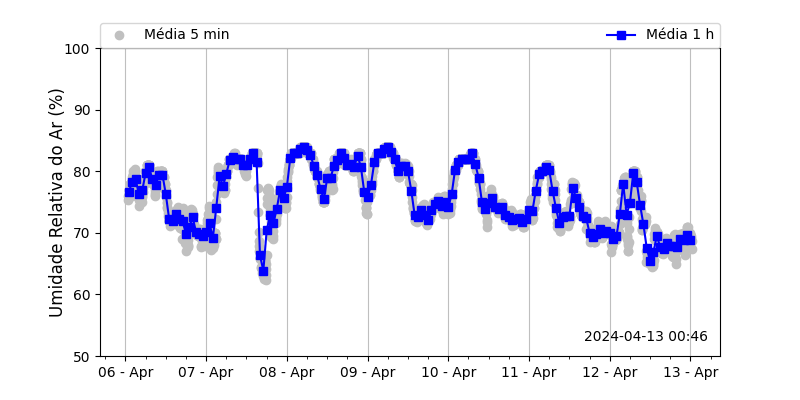 Média 5 min
Média 1 h
100
90
80
70
60
50
Umidade Relativa do Ar (%)
2024-04-13 00:46
06 - Apr
07 - Apr
08 - Apr
09 - Apr
10 - Apr
11 - Apr
12 - Apr
13 - Apr